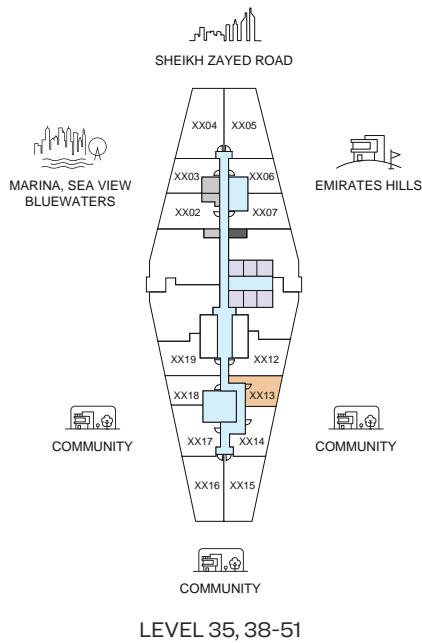 SHEIKH ZAYED ROAD
XX04
XX05
MARINA, SEA VIEW
BLUEWATERS
EMIRATES HILLS
XX03
XX06
XX02
XX07
XX19
XX12
XX18
XX13
COMMUNITY
COMMUNITY
XX17
XX14
XX16
XX15
COMMUNITY
LEVEL 35, 38-51